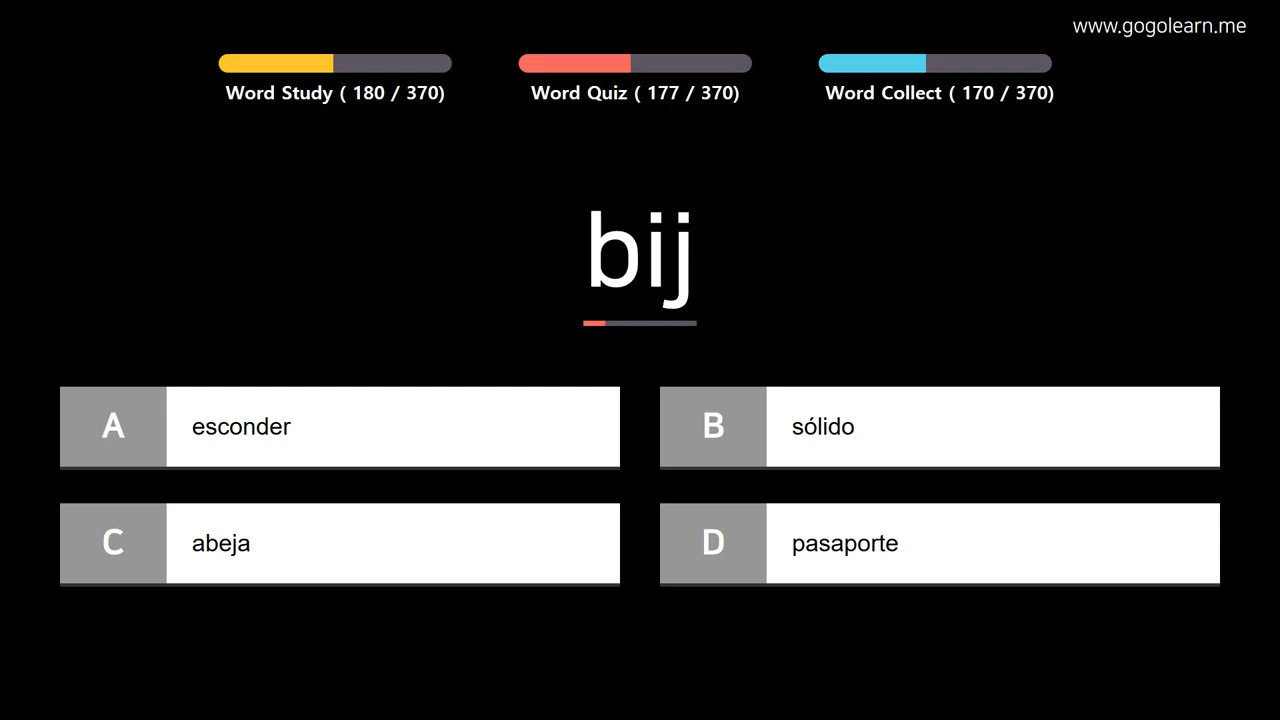 www.gogolearn.me
Word Study ( 180 / 370)
Word Quiz ( 177 / 370)
Word Collect ( 170 / 370)
bij
A esconder
B sólido
C abeja
D pasaporte